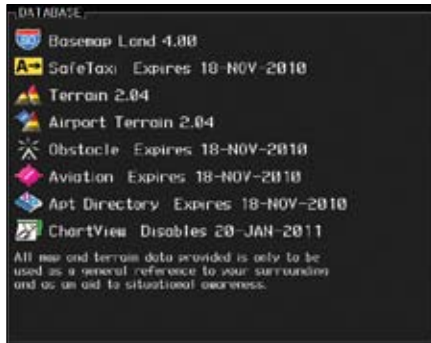 DATABASE
Basemap Land 4.00
A→ SafeTaxi Expires 18-NOV-2010
Terrain 2.04
Airport Terrain 2.04
Obstacle Expires 18-NOV-2010
Aviation Expires 18-NOV-2010
Apt Directory Expires 18-NOV-2010
ChartView Disables 20-JAN-2011
All map and terrain data provided is only to be
used as a general reference to your surrounding
and as an aid to situational awareness.